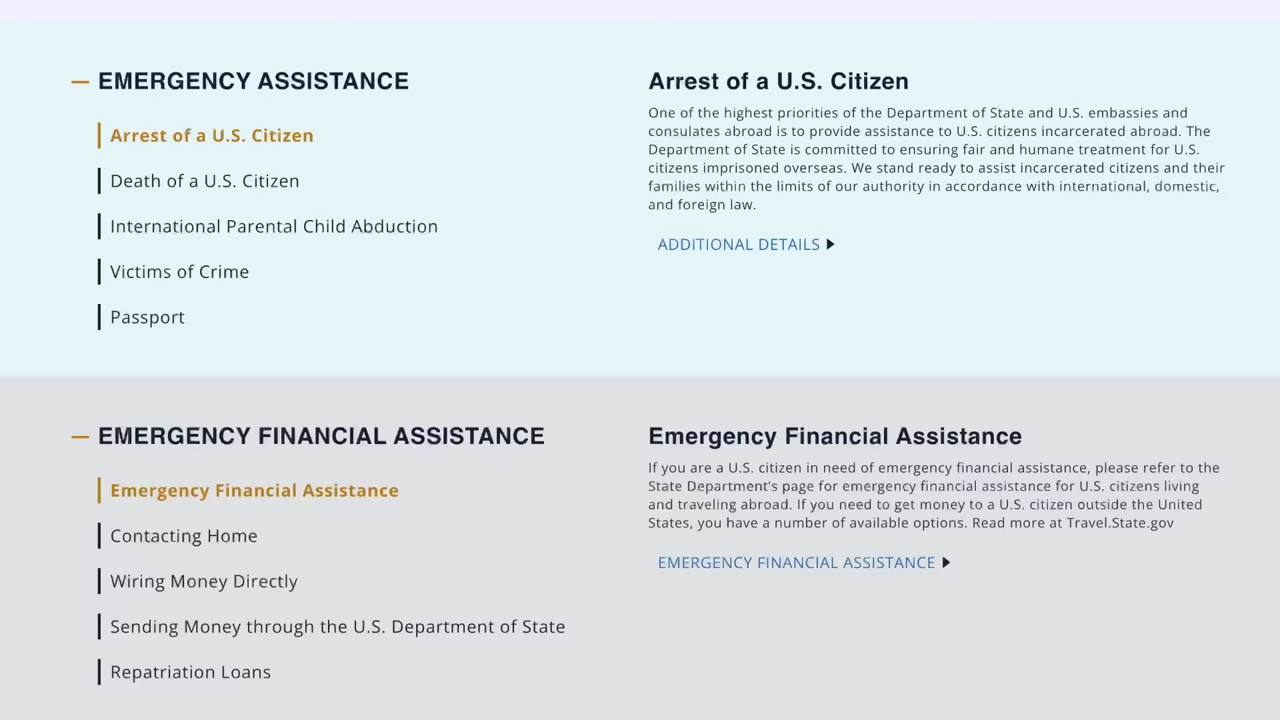 EMERGENCY ASSISTANCE
Arrest of a U.S. Citizen
Death of a U.S. Citizen
International Parental Child Abduction
Victims of Crime
Passport
Arrest of a U.S. Citizen
One of the highest priorities of the Department of State and U.S. embassies and
consulates abroad is to provide assistance to U.S. citizens incarcerated abroad. The
Department of State is committed to ensuring fair and humane treatment for U.S.
citizens imprisoned overseas. We stand ready to assist incarcerated citizens and their
families within the limits of our authority in accordance with international, domestic,
and foreign law.
ADDITIONAL DETAILS
EMERGENCY FINANCIAL ASSISTANCE
Emergency Financial Assistance
Contacting Home
Wiring Money Directly
Sending Money through the U.S. Department of State
Repatriation Loans
Emergency Financial Assistance
If you are a U.S. citizen in need of emergency financial assistance, please refer to the
State Department's page for emergency financial assistance for U.S. citizens living
and traveling abroad. If you need to get money to a U.S. citizen outside the United
States, you have a number of available options. Read more at Travel.State.gov
EMERGENCY FINANCIAL ASSISTANCE